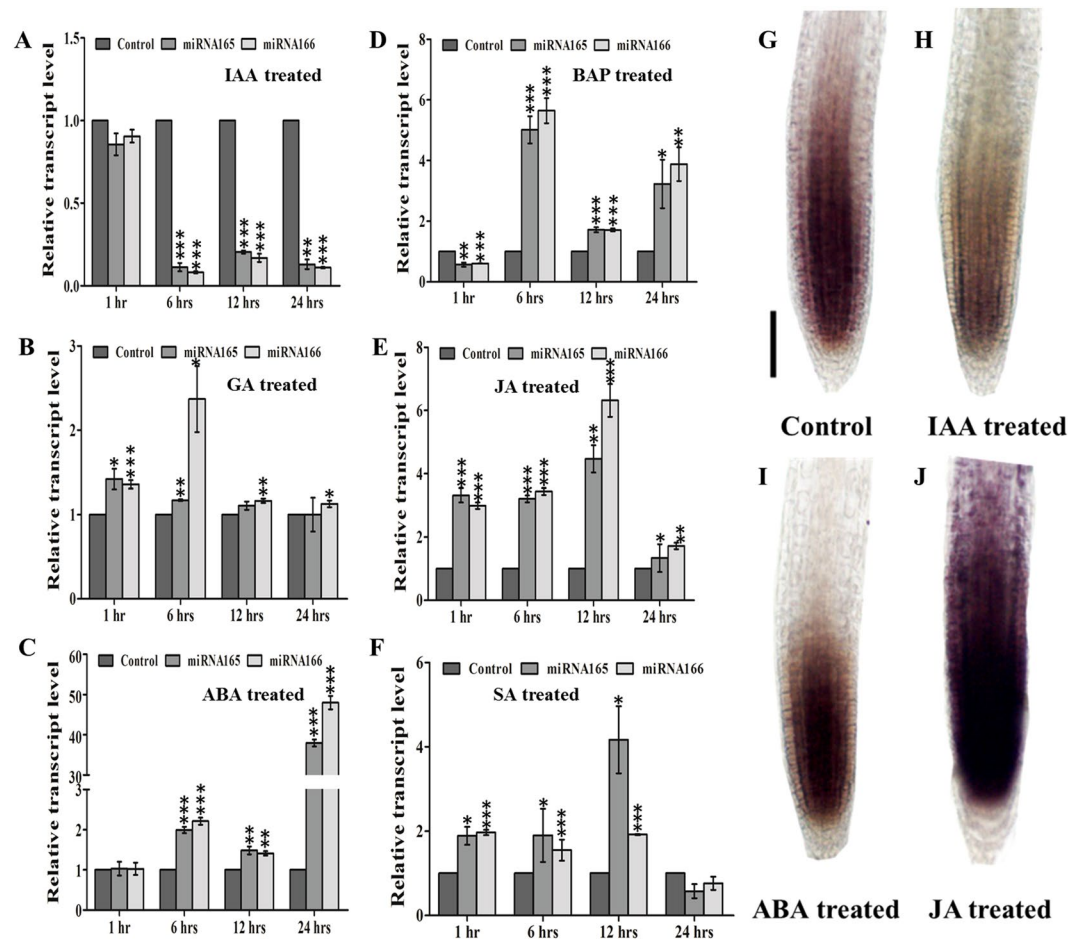 A
Relative transcript level
Control miRNA165 miRNA166
IAA treated
1.5
1.0
0.5
0.0
*** *** *** *** ** ***
1 hr 6 hrs 12 hrs 24 hrs
B
Relative transcript level
Control miRNA165 miRNA166
GA treated
3
2
1
0
* *** ** * ** *
1 hr 6 hrs 12 hrs 24 hrs
C
Relative transcript level
Control miRNA165 miRNA166
ABA treated
60
50
40
30
3
2
1
0
*** *** ** ** *** ***
1 hr 6 hrs 12 hrs 24 hrs
D
Relative transcript level
Control miRNA165 miRNA166
BAP treated
8
6
4
2
0
** *** *** *** *** *** * **
1 hr 6 hrs 12 hrs 24 hrs
E
Relative transcript level
Control miRNA165 miRNA166
JA treated
8
6
4
2
0
*** *** *** *** ** *** * **
1 hr 6 hrs 12 hrs 24 hrs
F
Relative transcript level
Control miRNA165 miRNA166
SA treated
6
4
2
0
* *** * *** * ***
1 hr 6 hrs 12 hrs 24 hrs
G
Control
H
IAA treated
I
ABA treated
J
JA treated